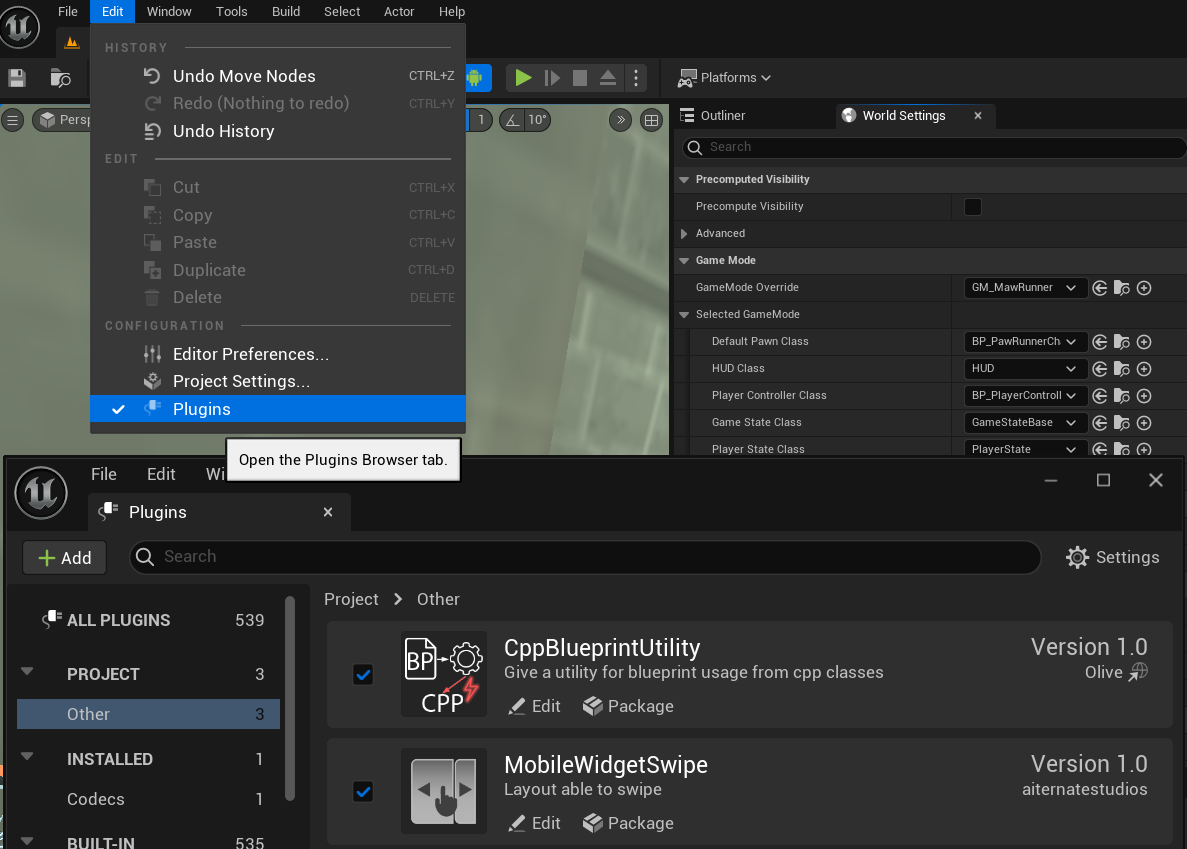 File Edit Window Tools Build Select Actor Help
HISTORY
Undo Move Nodes CTRL+Z
Redo (Nothing to redo) CTRL+Y
Undo History
EDIT
Cut CTRL+X
Copy CTRL+C
Paste CTRL+V
Duplicate CTRL+D
Delete DELETE
CONFIGURATION
Editor Preferences...
Project Settings...
Plugins
Open the Plugins Browser tab.
Platforms
Persp
1
10°
Outliner
World Settings
Search
Precomputed Visibility
Precompute Visibility
Advanced
Game Mode
GameMode Override GM_MawRunner
Selected GameMode
Default Pawn Class BP_PawRunnerCh
HUD Class HUD
Player Controller Class BP_PlayerControll
Game State Class GameStateBase
Player State Class PlayerState
File Edit Wi
Plugins
Add
Search
Settings
ALL PLUGINS 539
PROJECT 3
Other 3
INSTALLED 1
Codecs 1
BUILT-IN 535
Project > Other
BP
CPP
CppBlueprintUtility Version 1.0
Give a utility for blueprint usage from cpp classes Olive
Edit Package
MobileWidgetSwipe Version 1.0
Layout able to swipe aiternatestudios
Edit Package